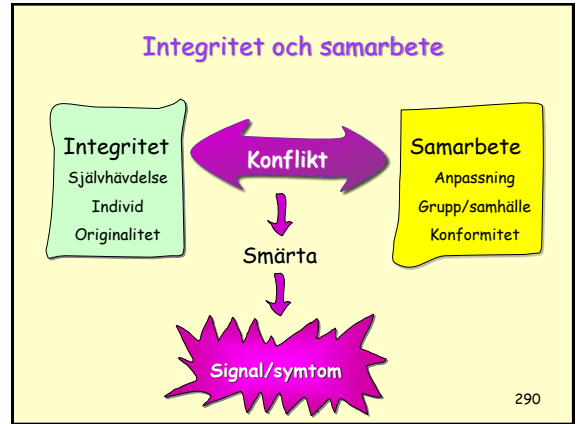 Integritet och samarbete
Integritet
Självhävdelse
Individ
Originalitet
Konflikt
Samarbete
Anpassning
Grupp/samhälle
Konformitet
Smärta
Signal/symtom
290